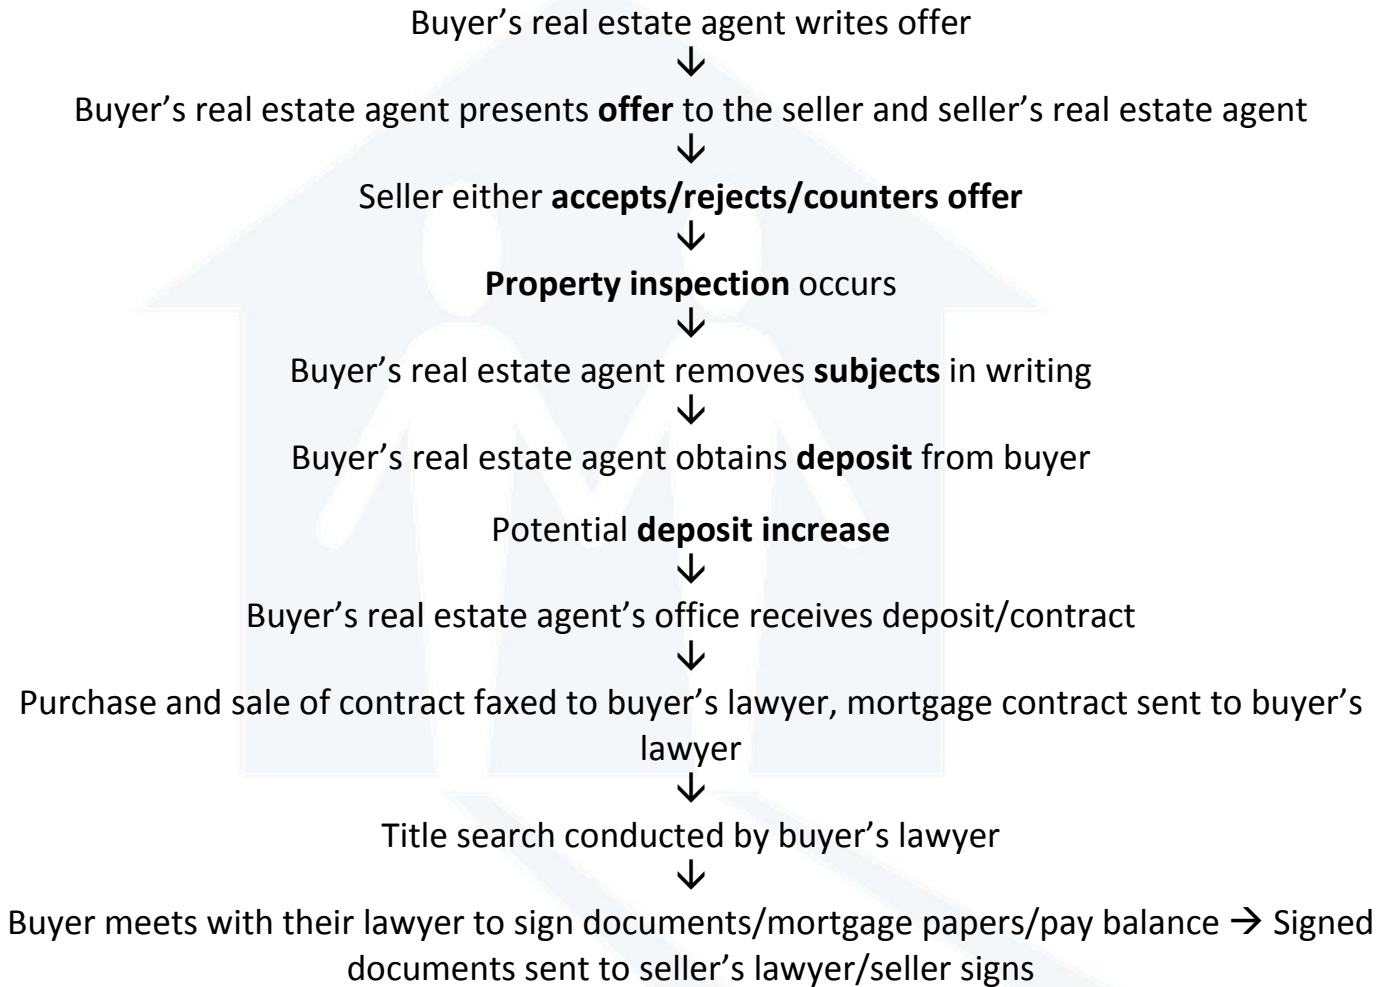 Buyer’s real estate agent writes offer
↓
Buyer’s real estate agent presents offer to the seller and seller’s real estate agent
↓
Seller either accepts/rejects/counters offer
↓
Property inspection occurs
↓
Buyer’s real estate agent removes subjects in writing
↓
Buyer’s real estate agent obtains deposit from buyer
Potential deposit increase
↓
Buyer’s real estate agent’s office receives deposit/contract
↓
Purchase and sale of contract faxed to buyer’s lawyer, mortgage contract sent to buyer’s
lawyer
↓
Title search conducted by buyer’s lawyer
↓
Buyer meets with their lawyer to sign documents/mortgage papers/pay balance → Signed
documents sent to seller’s lawyer/seller signs